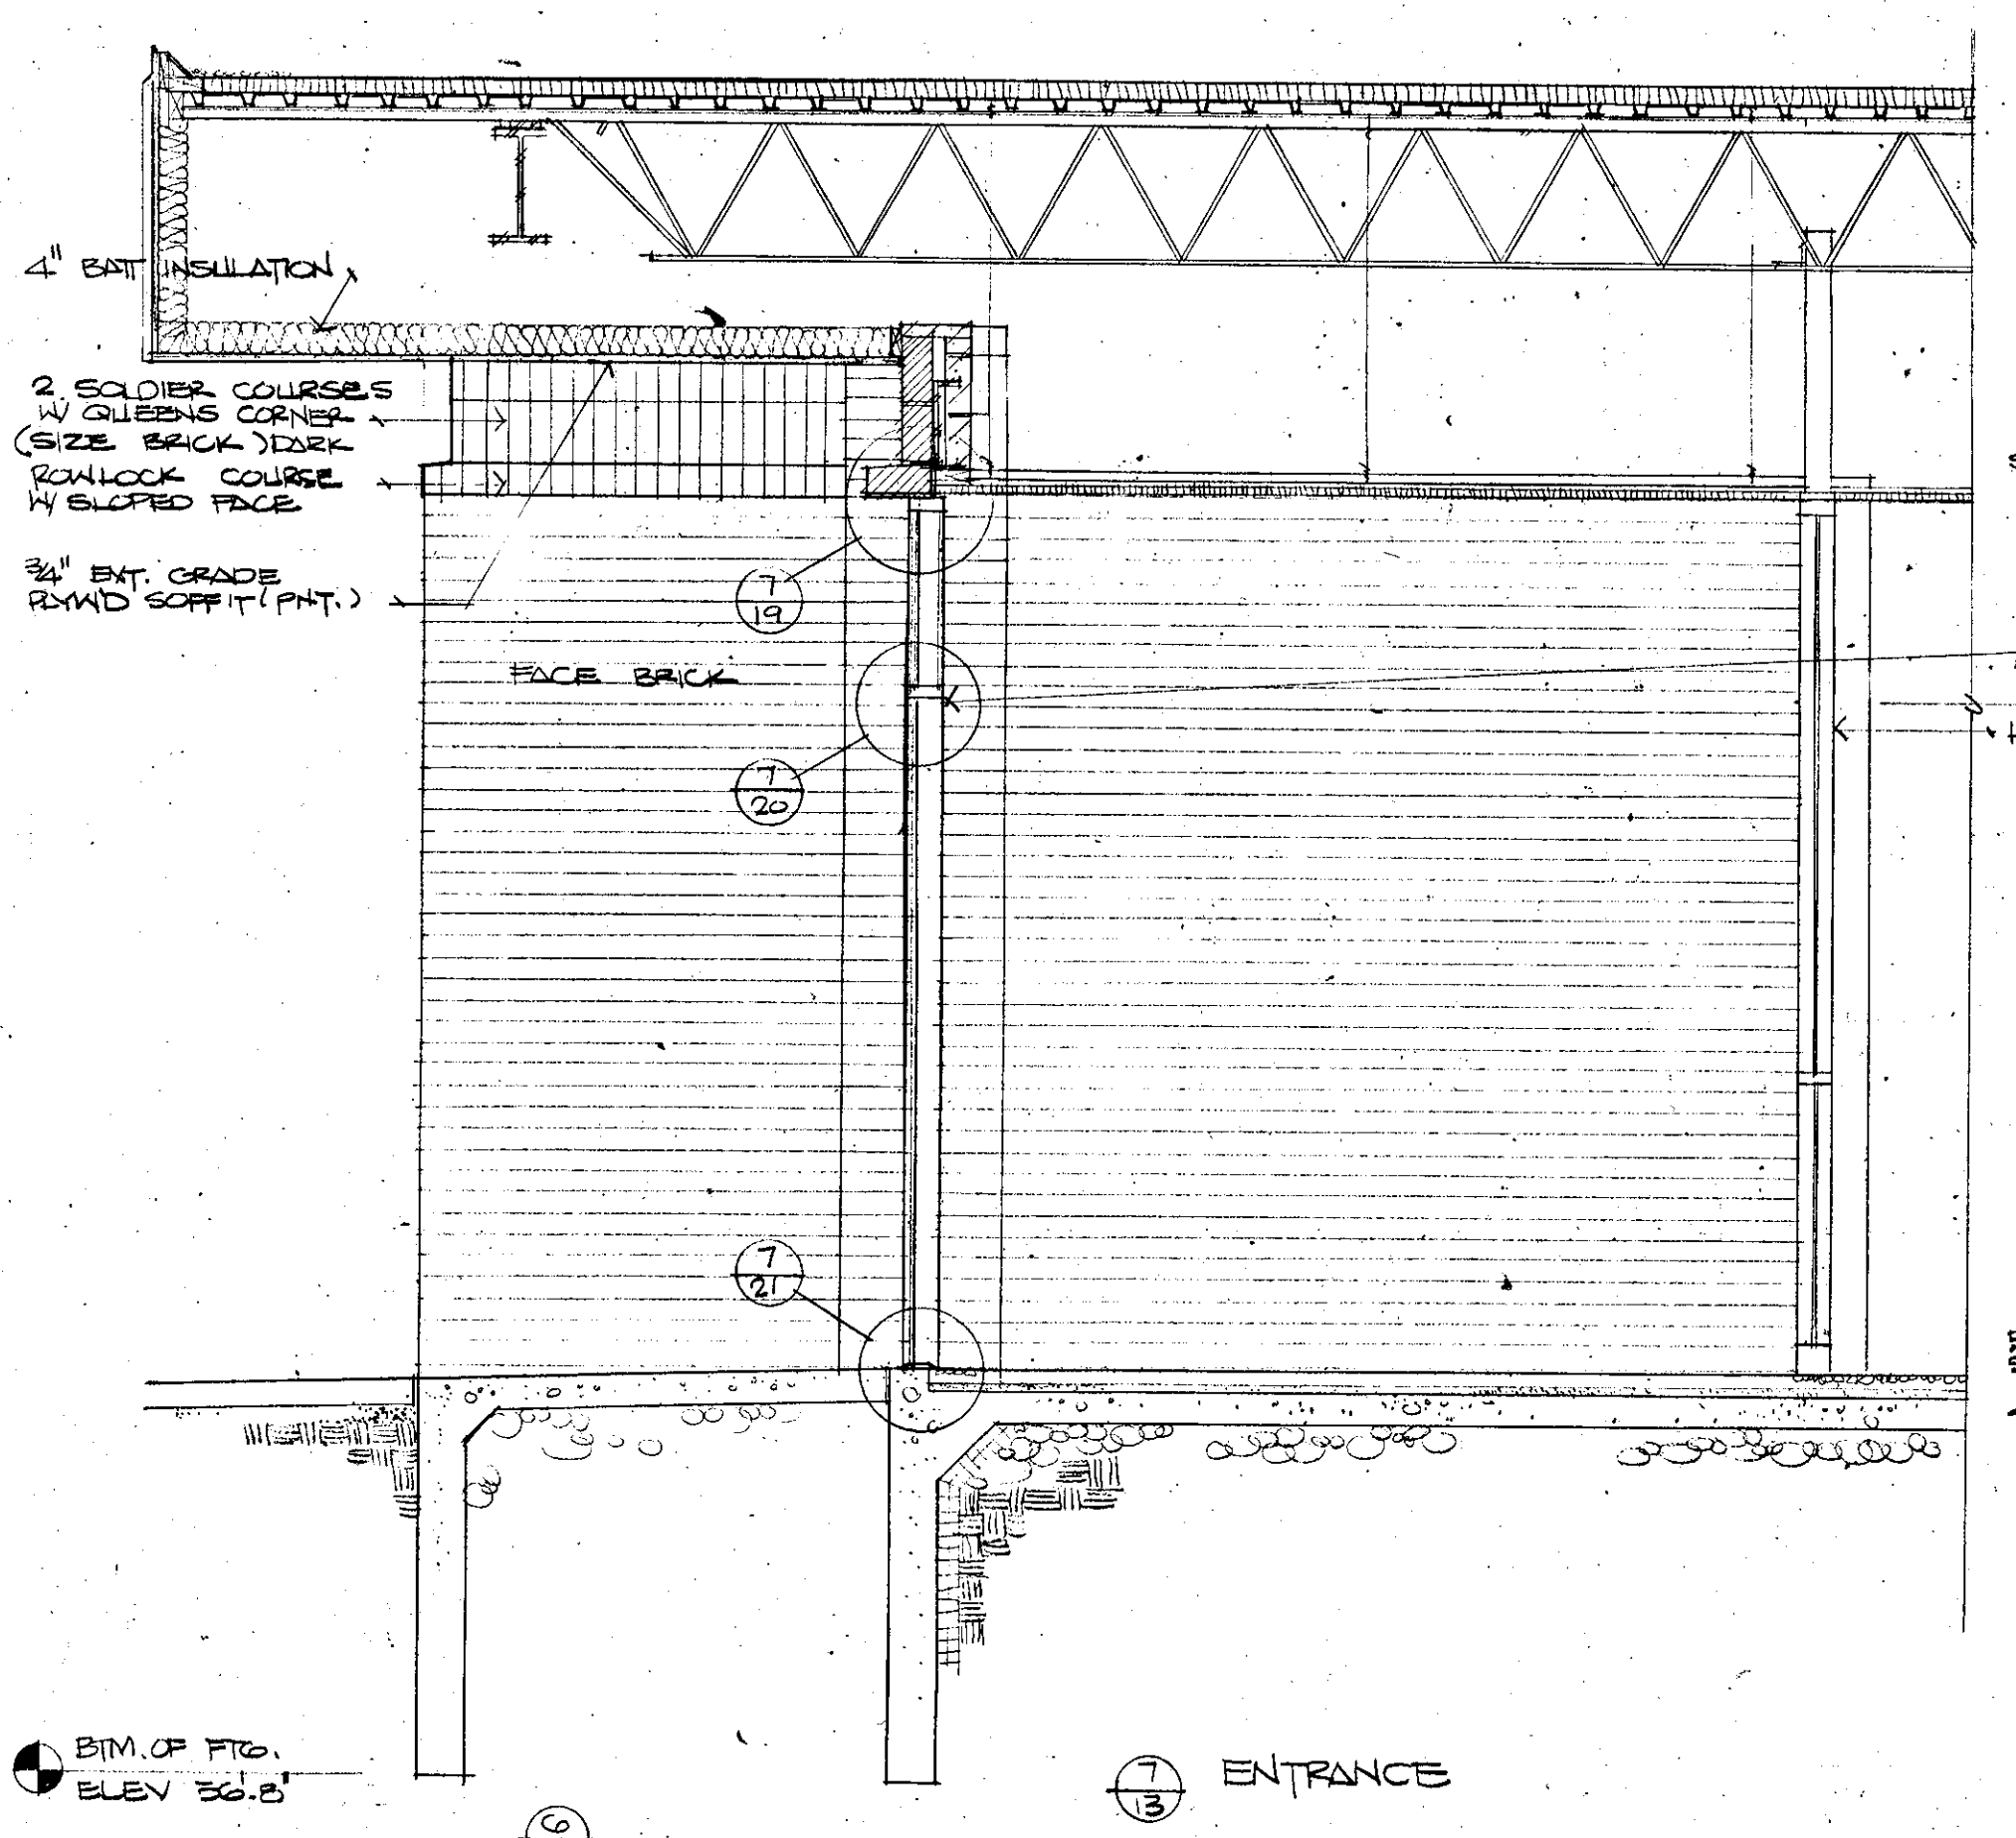 4" BATT INSULATION
2 SOLDIER COURSES
W/ QUEENS CORNER
(SIZE BRICK) DARK
ROWLOCK COURSE
W/ SLOPED FACE
3/4" EXT. GRADE
PLYW'D SOFFIT (PNT.)
7
19
FACE BRICK
7
20
7
21
BTM. OF FTG.
ELEV 56'.8"
7
13
ENTRANCE
6